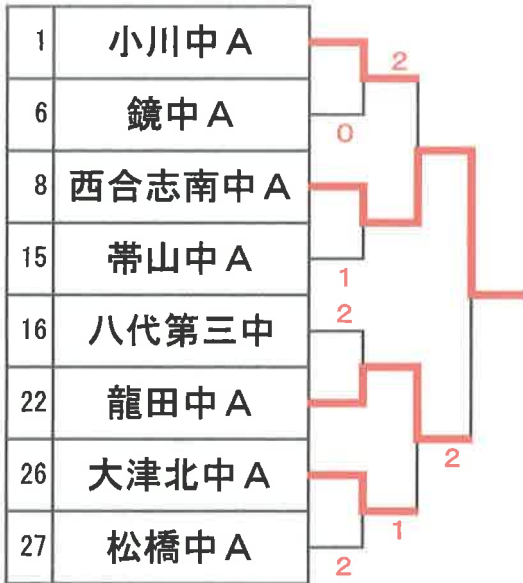 1 小川中A
2
6 鏡中A
0
8 西合志南中A
15 帯山中A
1
16 八代第三中
2
22 龍田中A
2
26 大津北中A
1
27 松橋中A
2